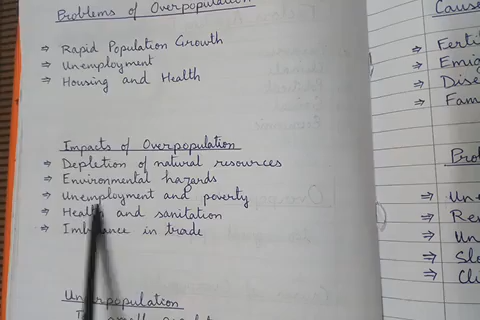 Problems of Overpopulation
⇒ Rapid Population Growth
⇒ Unemployment
⇒ Housing and Health
Impacts of Overpopulation
⇒ Depletion of natural resources
⇒ Environmental hazards
⇒ Unemployment and poverty
⇒ Health and sanitation
⇒ Imbalance in trade
Underpopulation
Cause
⇒ Ferti
⇒ Emig
⇒ Dise
⇒ Fam
Pro
⇒ Un
⇒ Re
⇒ Un
⇒ Slo
⇒ Cli